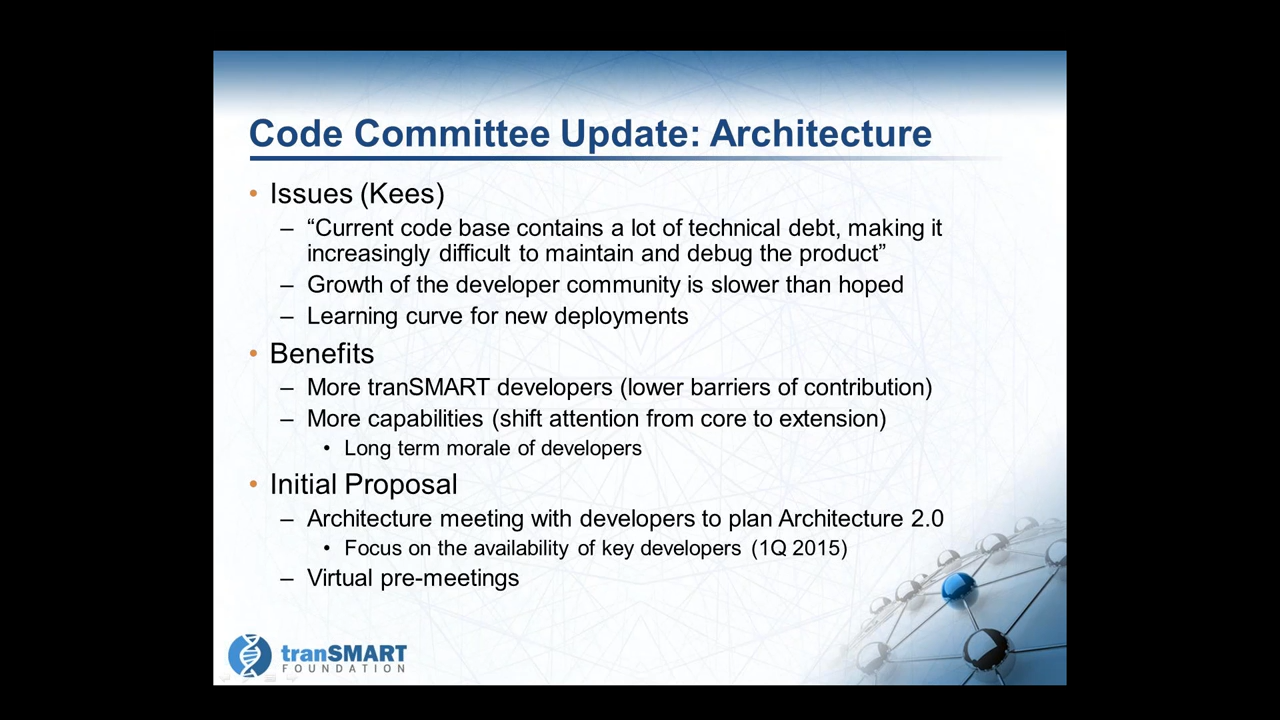 Code Committee Update: Architecture
• Issues (Kees)
– “Current code base contains a lot of technical debt, making it
increasingly difficult to maintain and debug the product”
– Growth of the developer community is slower than hoped
– Learning curve for new deployments
• Benefits
– More tranSMART developers (lower barriers of contribution)
– More capabilities (shift attention from core to extension)
• Long term morale of developers
• Initial Proposal
– Architecture meeting with developers to plan Architecture 2.0
• Focus on the availability of key developers (1Q 2015)
– Virtual pre-meetings
tranSMART
FOUNDATION